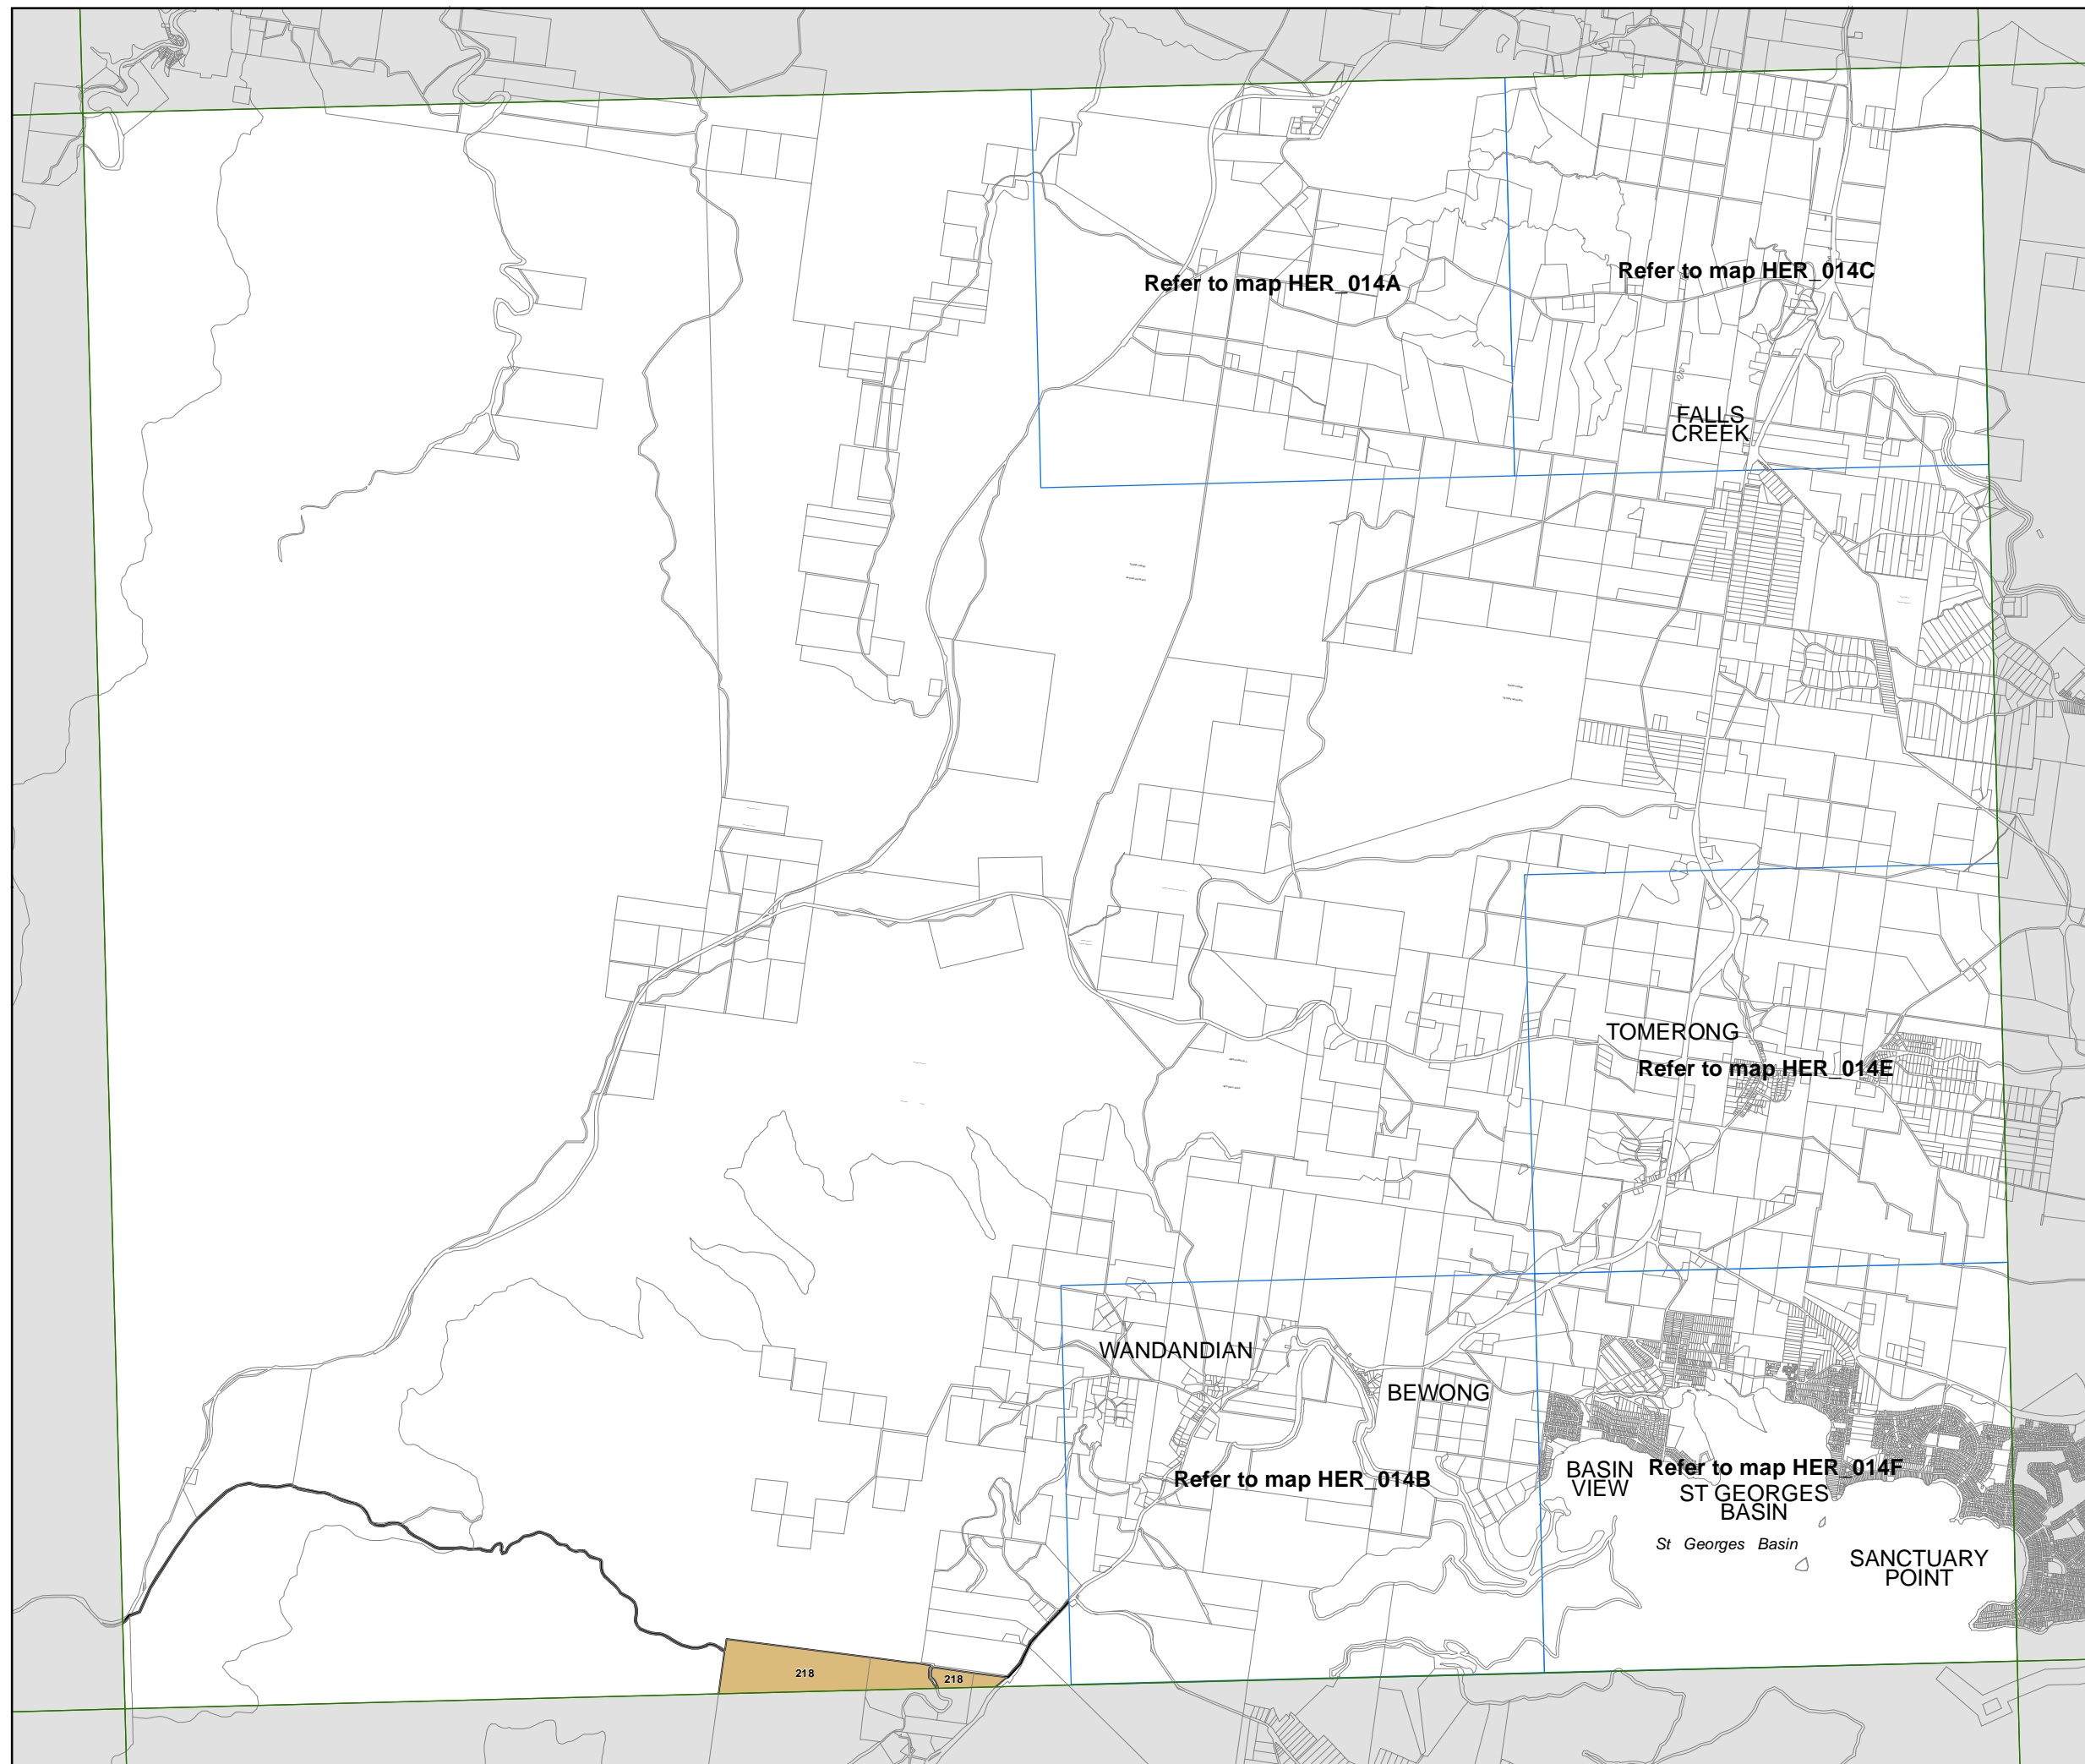 Refer to map HER_014C
Refer to map HER_014A
FALLS
CREEK
TOMERONG
Refer to map HER_014E
WANDANDIAN
BEWONG
Refer to map HER_014B
BASIN
VIEW
Refer to map HER_014F
ST GEORGES
BASIN
St Georges Basin
SANCTUARY
POINT
218
218